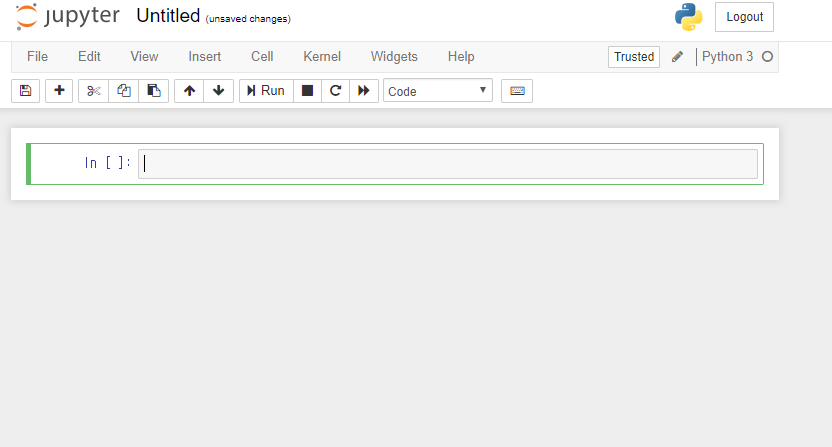 jupyter Untitled (unsaved changes) Logout
File Edit View Insert Cell Kernel Widgets Help Trusted Python 3
Run Code
In [ ]: